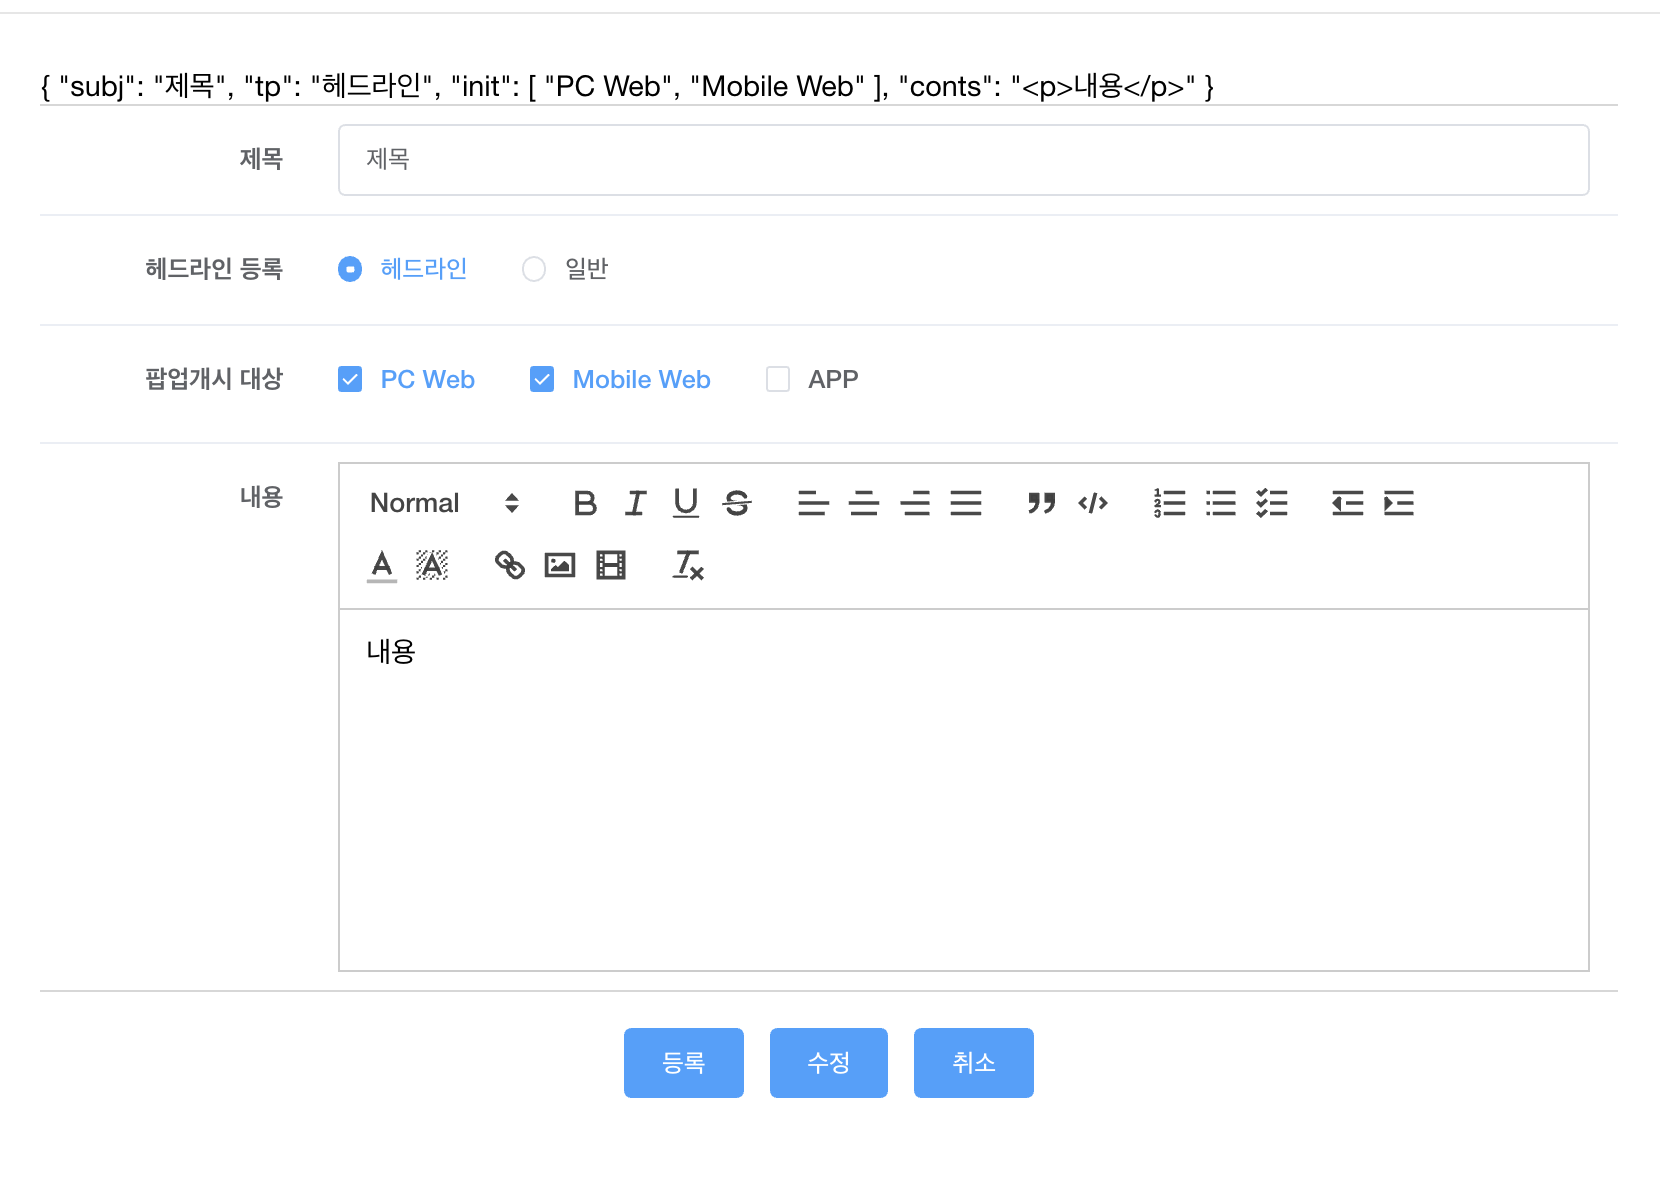 { "subj": "제목", "tp": "헤드라인", "init": [ "PC Web", "Mobile Web" ], "conts": "<p>내용</p>" }
제목 제목
헤드라인 등록 헤드라인 일반
팝업개시 대상 PC Web Mobile Web APP
내용 Normal
내용
등록 수정 취소